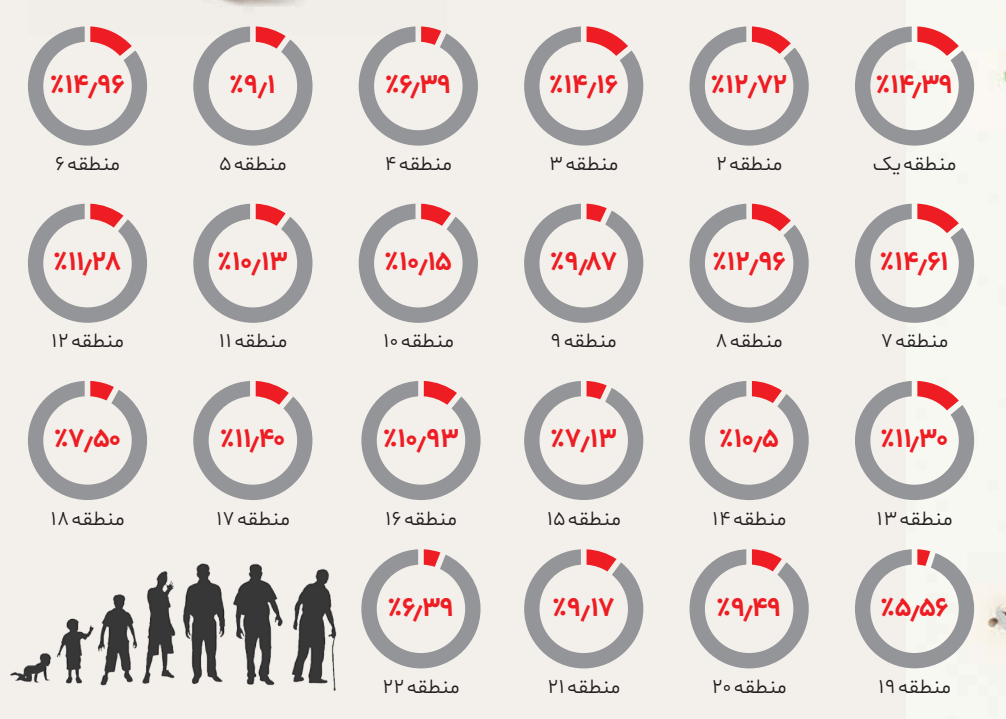 ٪۱۴٫۳۹
منطقه یک
٪۱۲٫۷۲
منطقه ۲
٪۱۴٫۱۶
منطقه ۳
٪۶٫۳۹
منطقه ۴
٪۹٫۱
منطقه ۵
٪۱۴٫۹۶
منطقه ۶
٪۱۴٫۶۱
منطقه ۷
٪۱۲٫۹۶
منطقه ۸
٪۹٫۸۷
منطقه ۹
٪۱۰٫۱۵
منطقه ۱۰
٪۱۰٫۱۳
منطقه ۱۱
٪۱۱٫۲۸
منطقه ۱۲
٪۱۱٫۳۰
منطقه ۱۳
٪۱۰٫۵
منطقه ۱۴
٪۷٫۱۳
منطقه ۱۵
٪۱۰٫۹۳
منطقه ۱۶
٪۱۱٫۴۰
منطقه ۱۷
٪۷٫۵۰
منطقه ۱۸
٪۵٫۵۶
منطقه ۱۹
٪۹٫۴۹
منطقه ۲۰
٪۹٫۱۷
منطقه ۲۱
٪۶٫۳۹
منطقه ۲۲